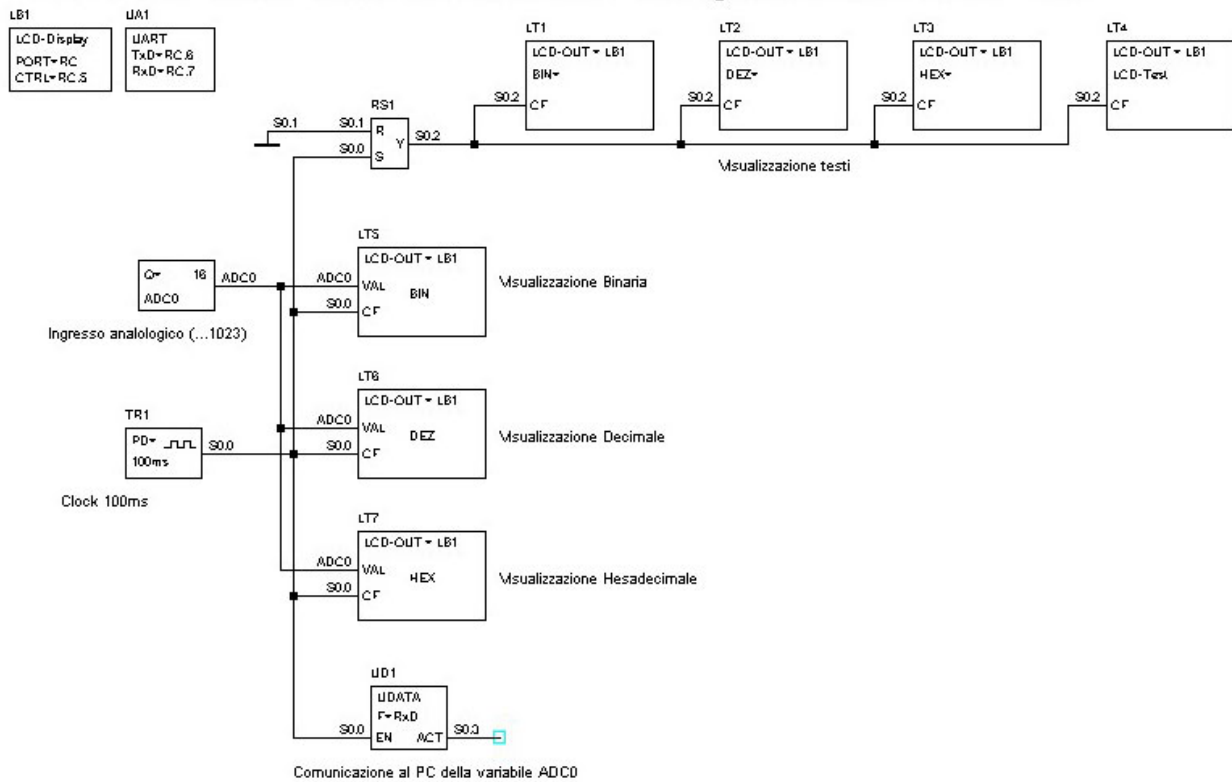 LB1
LCD-Display
PORT=RC
CTRL=RC.5
UA1
UART
TxD=RC.6
RxD=RC.7
LT1
LCD-OUT = LB1
BIN=
S0.2
CF
LT2
LCD-OUT = LB1
DEZ=
S0.2
CF
LT3
LCD-OUT = LB1
HEX=
S0.2
CF
LT4
LCD-OUT = LB1
LCD-Test
S0.2
CF
RS1
S0.1
S0.1
R
Y
S0.2
S0.0
S
Visualizzazione testi
LT5
LCD-OUT = LB1
ADC0
VAL
BIN
S0.0
CF
Visualizzazione Binaria
Q=
16
ADC0
ADC0
Ingresso analologico (...1023)
LT6
LCD-OUT = LB1
ADC0
VAL
DEZ
S0.0
CF
Visualizzazione Decimale
TR1
PD=
100ms
S0.0
Clock 100ms
LT7
LCD-OUT = LB1
ADC0
VAL
HEX
S0.0
CF
Visualizzazione Hesadecimale
UD1
UDATA
F=RxD
S0.0
EN
ACT
S0.3
Comunicazione al PC della variabile ADC0